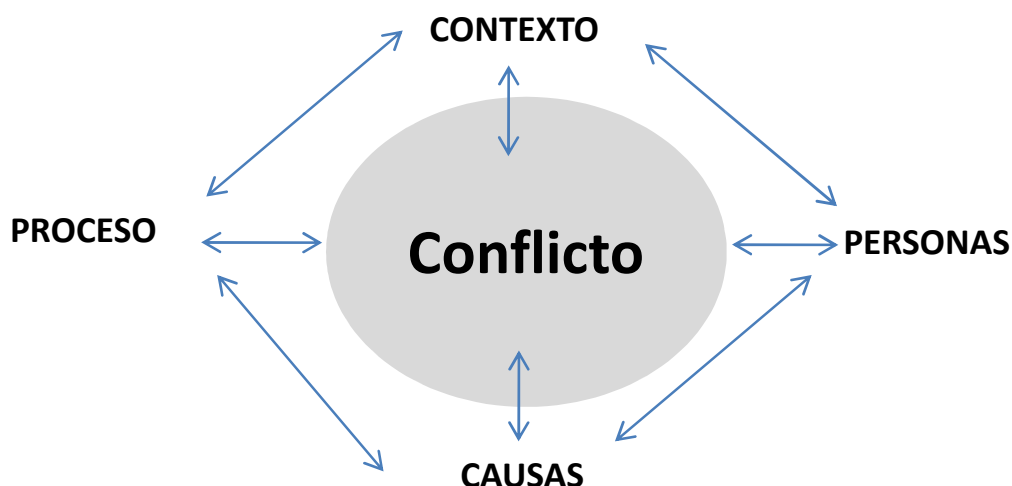 CONTEXTO
PROCESO
Conflicto
PERSONAS
CAUSAS